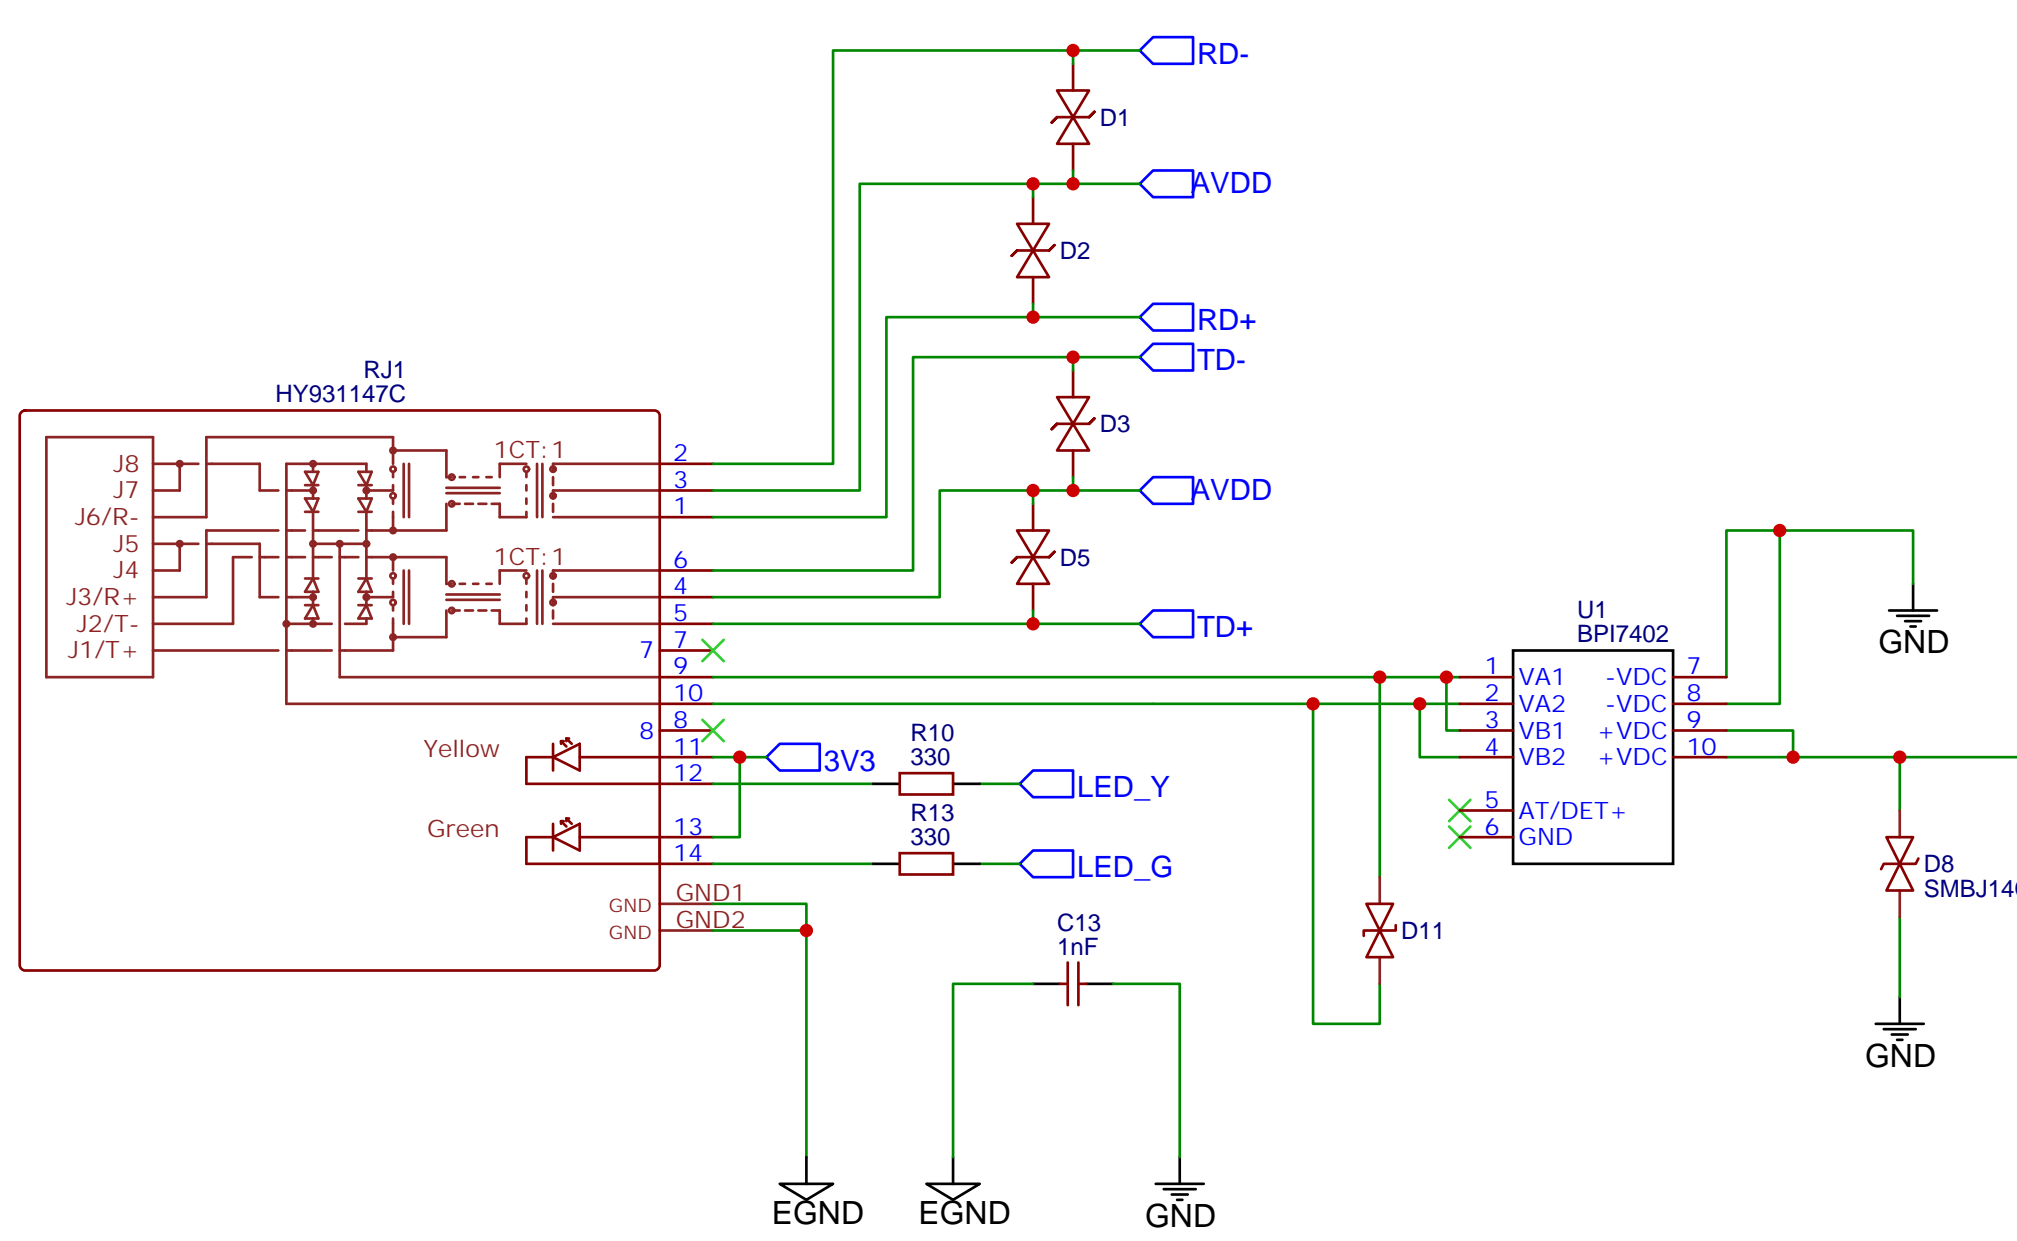 RD-
D1
AVDD
D2
RD+
TD-
D3
AVDD
D5
TD+
RJ1
HY931147C
J8
J7
J6/R-
J5
J4
J3/R+
J2/T-
J1/T+
1CT:1
1CT:1
2
3
1
6
4
5
7 7
9
10
8 8
Yellow
11
12
3V3
R10
330
LED_Y
Green
13
14
R13
330
LED_G
GND GND1
GND GND2
C13
1nF
EGND
EGND
GND
D11
U1
BPI7402
1 VA1 -VDC 7
2 VA2 -VDC 8
3 VB1 +VDC 9
4 VB2 +VDC 10
5 AT/DET+
6 GND
GND
D8
GND